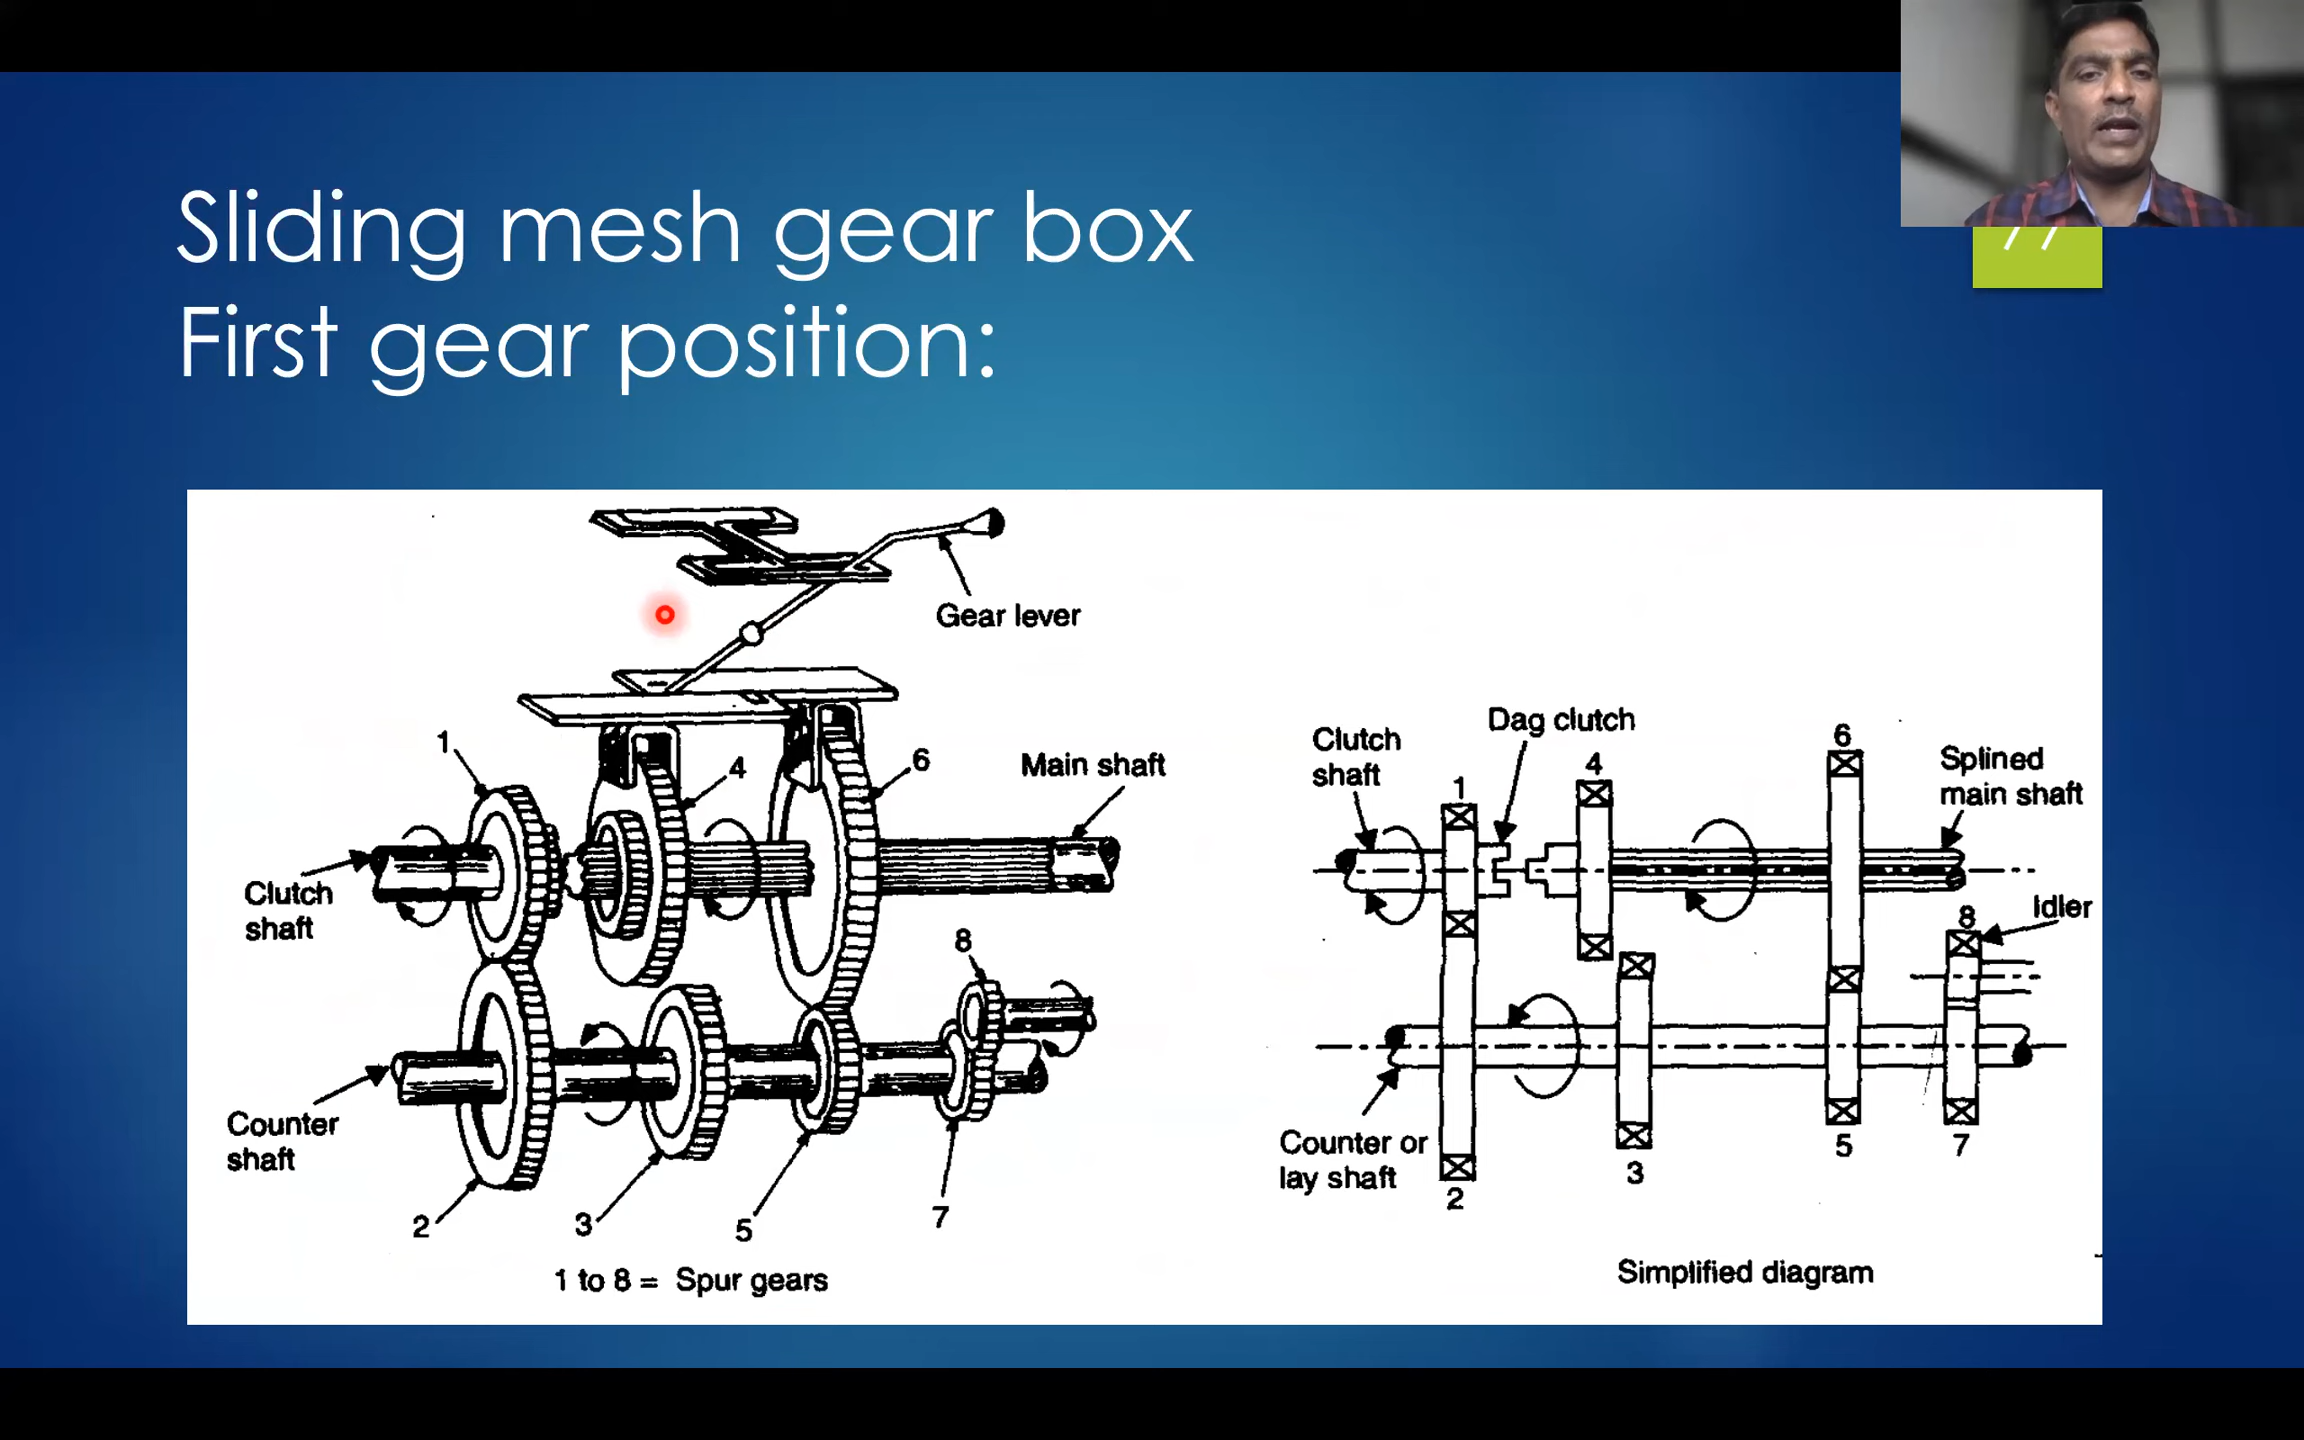 Sliding mesh gear box
First gear position:
Gear lever
1
4
6
Main shaft
Clutch
shaft
8
Counter
shaft
2
3
5
7
1 to 8 = Spur gears
Clutch
shaft
Dag clutch
1
4
6
Splined
main shaft
8
Idler
Counter or
lay shaft
2
3
5
7
Simplified diagram